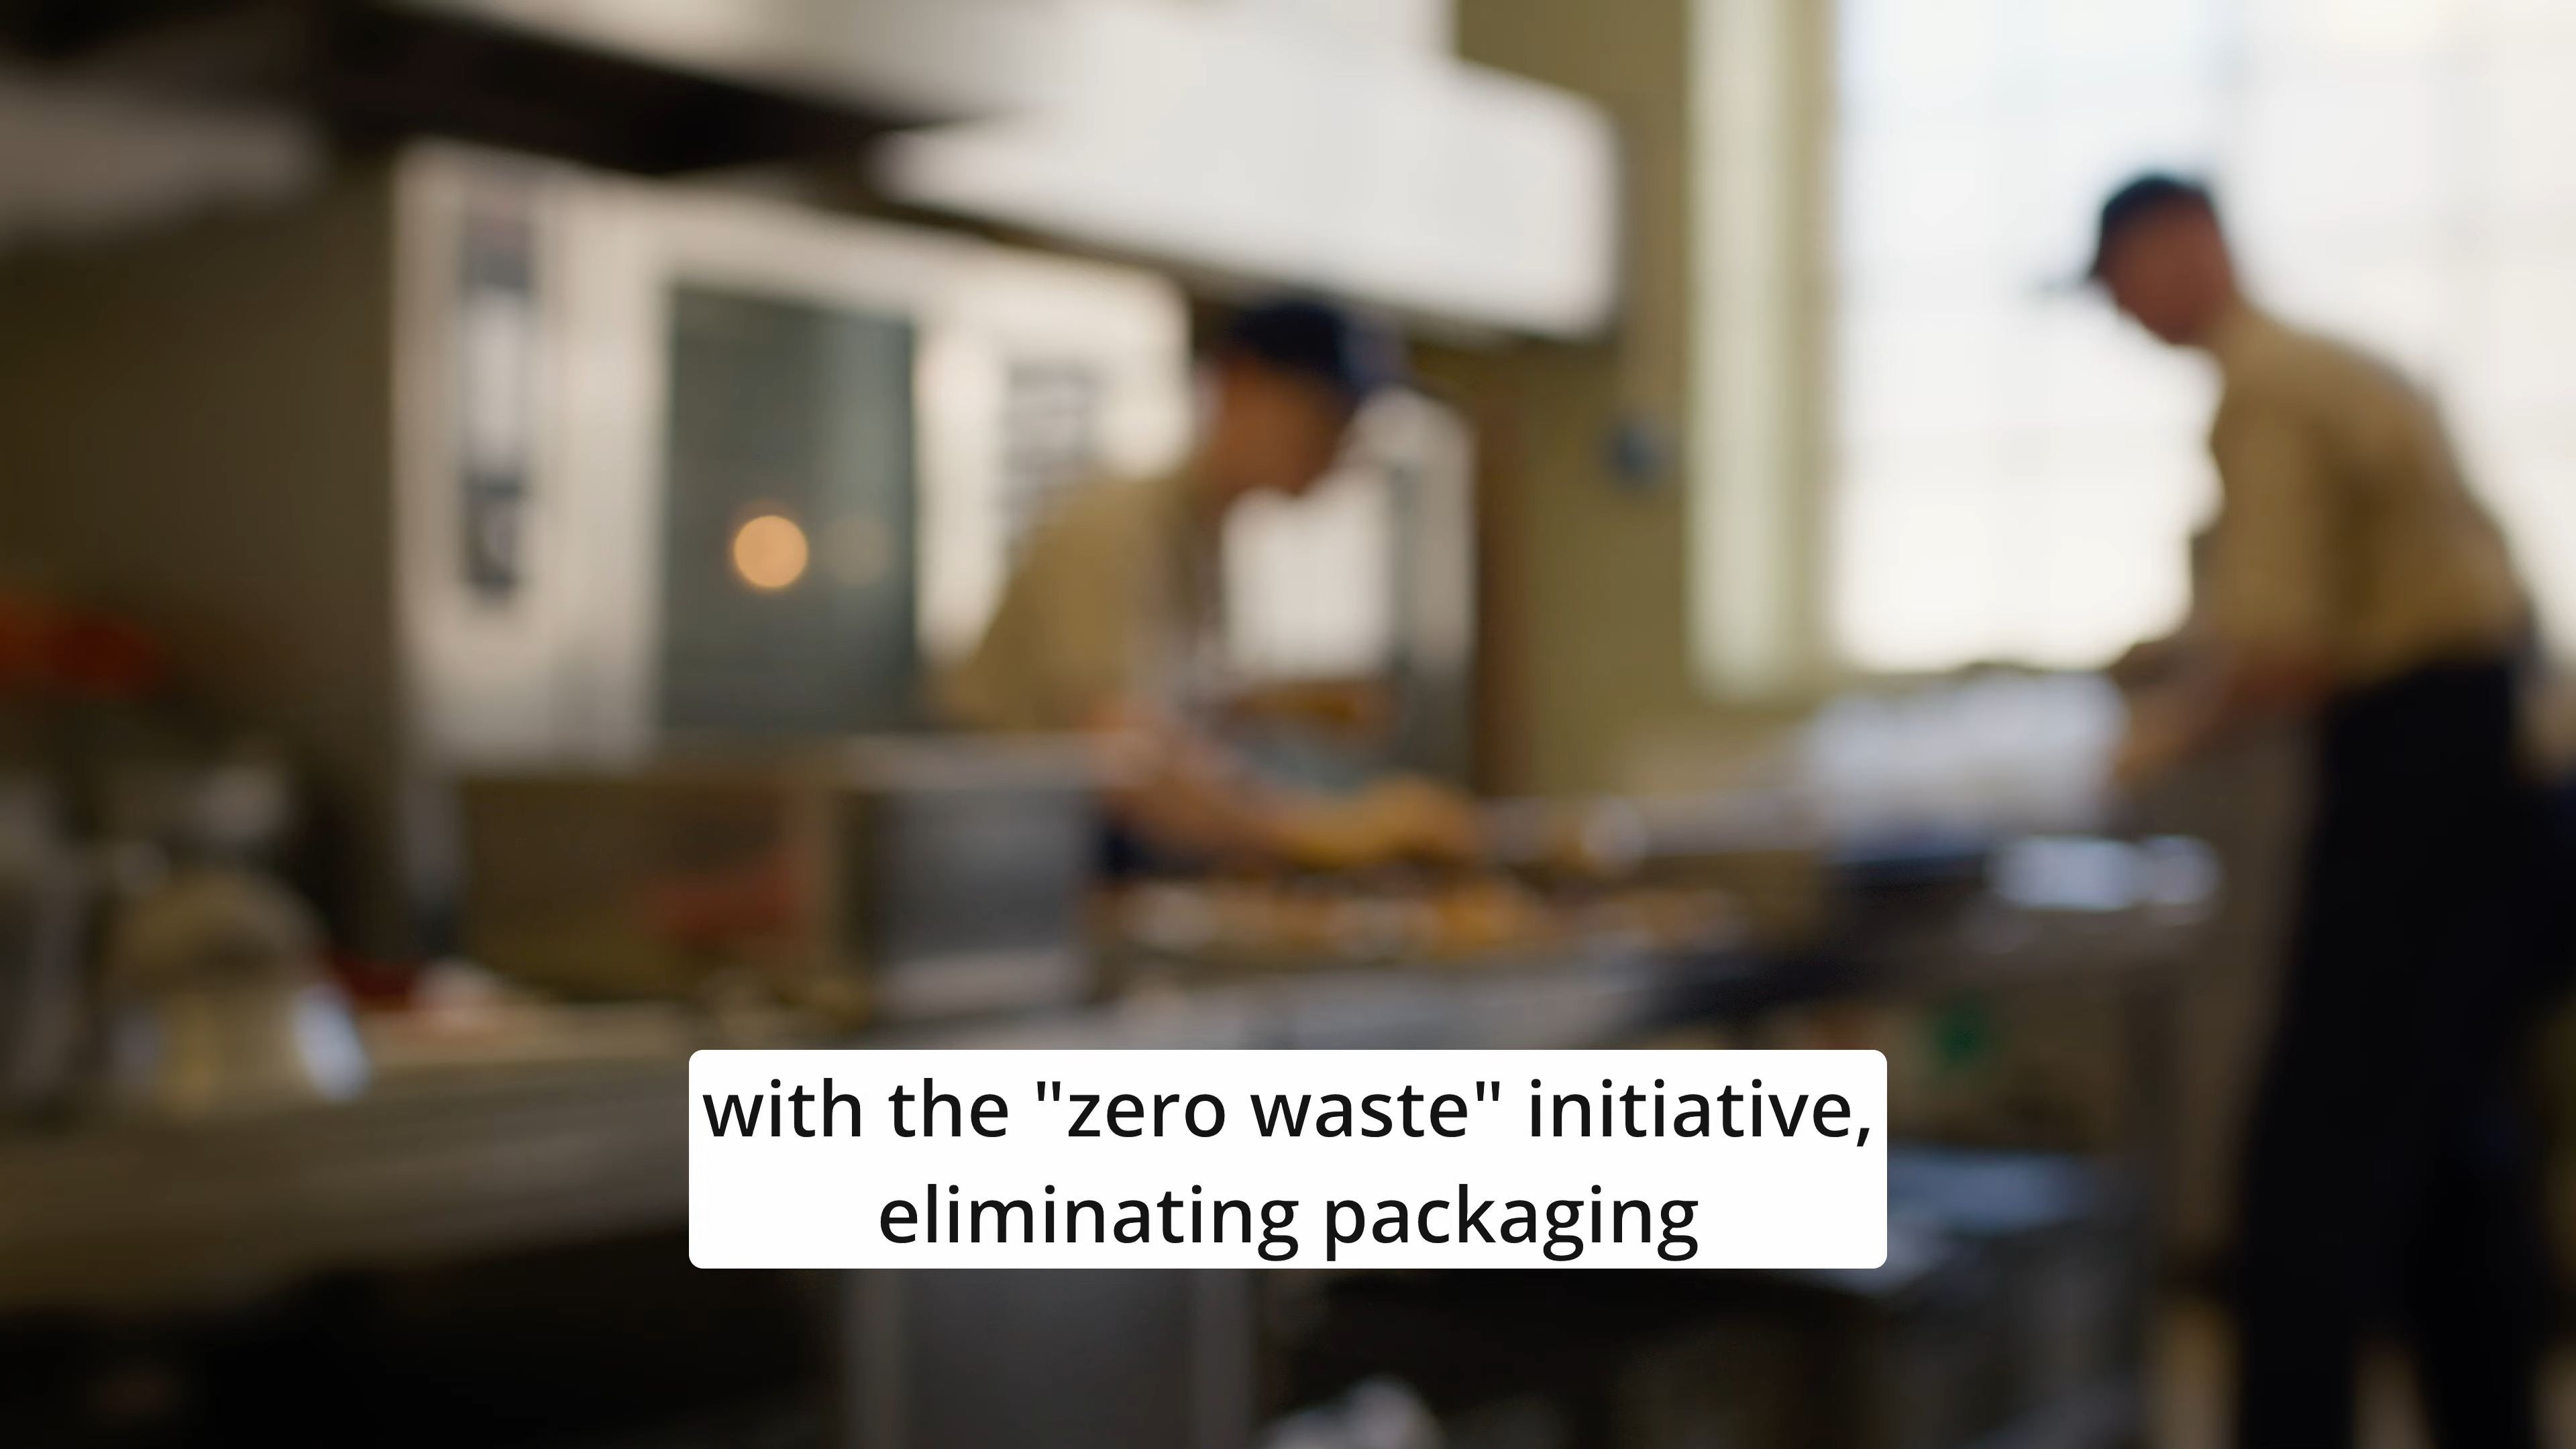 with the "zero waste" initiative,
eliminating packaging